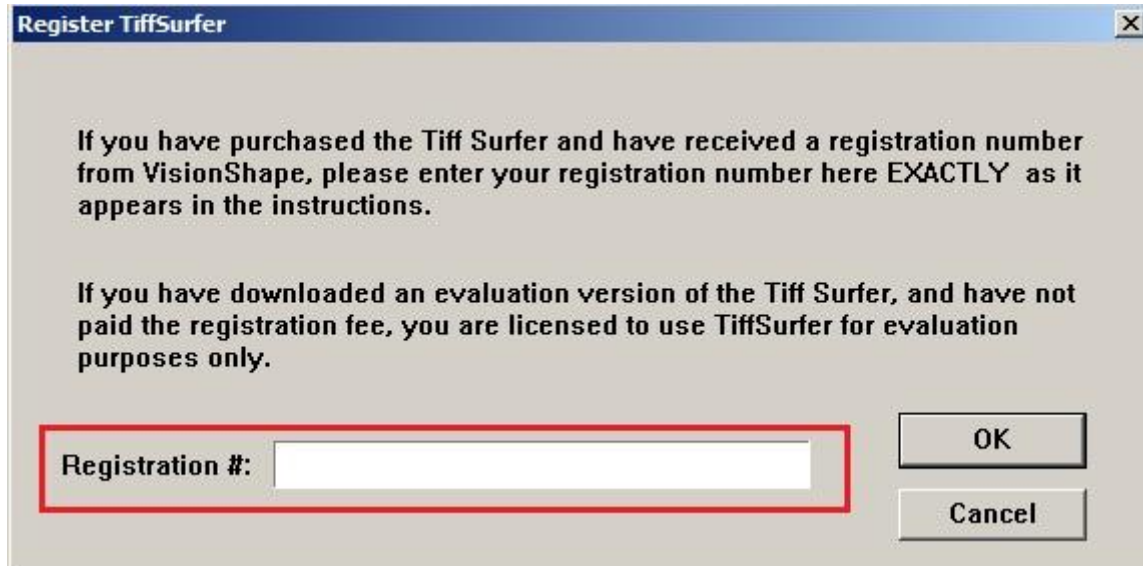 Register TiffSurfer
If you have purchased the Tiff Surfer and have received a registration number
from VisionShape, please enter your registration number here EXACTLY as it
appears in the instructions.
If you have downloaded an evaluation version of the Tiff Surfer, and have not
paid the registration fee, you are licensed to use TiffSurfer for evaluation
purposes only.
Registration #:
OK
Cancel